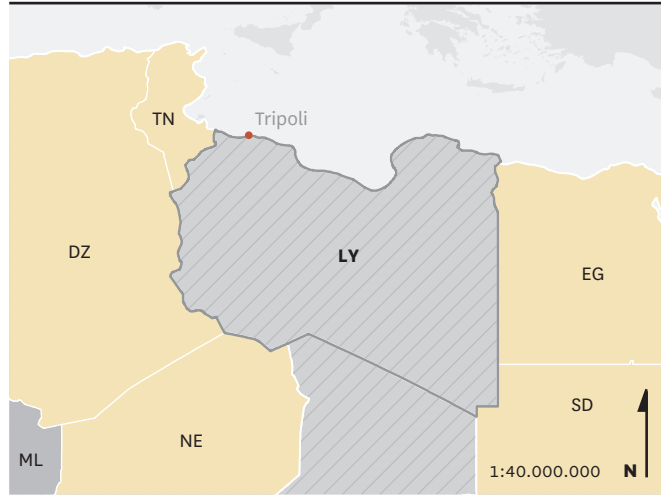 Tripoli
TN
DZ
LY
EG
SD
NE
ML
1:40.000.000 N